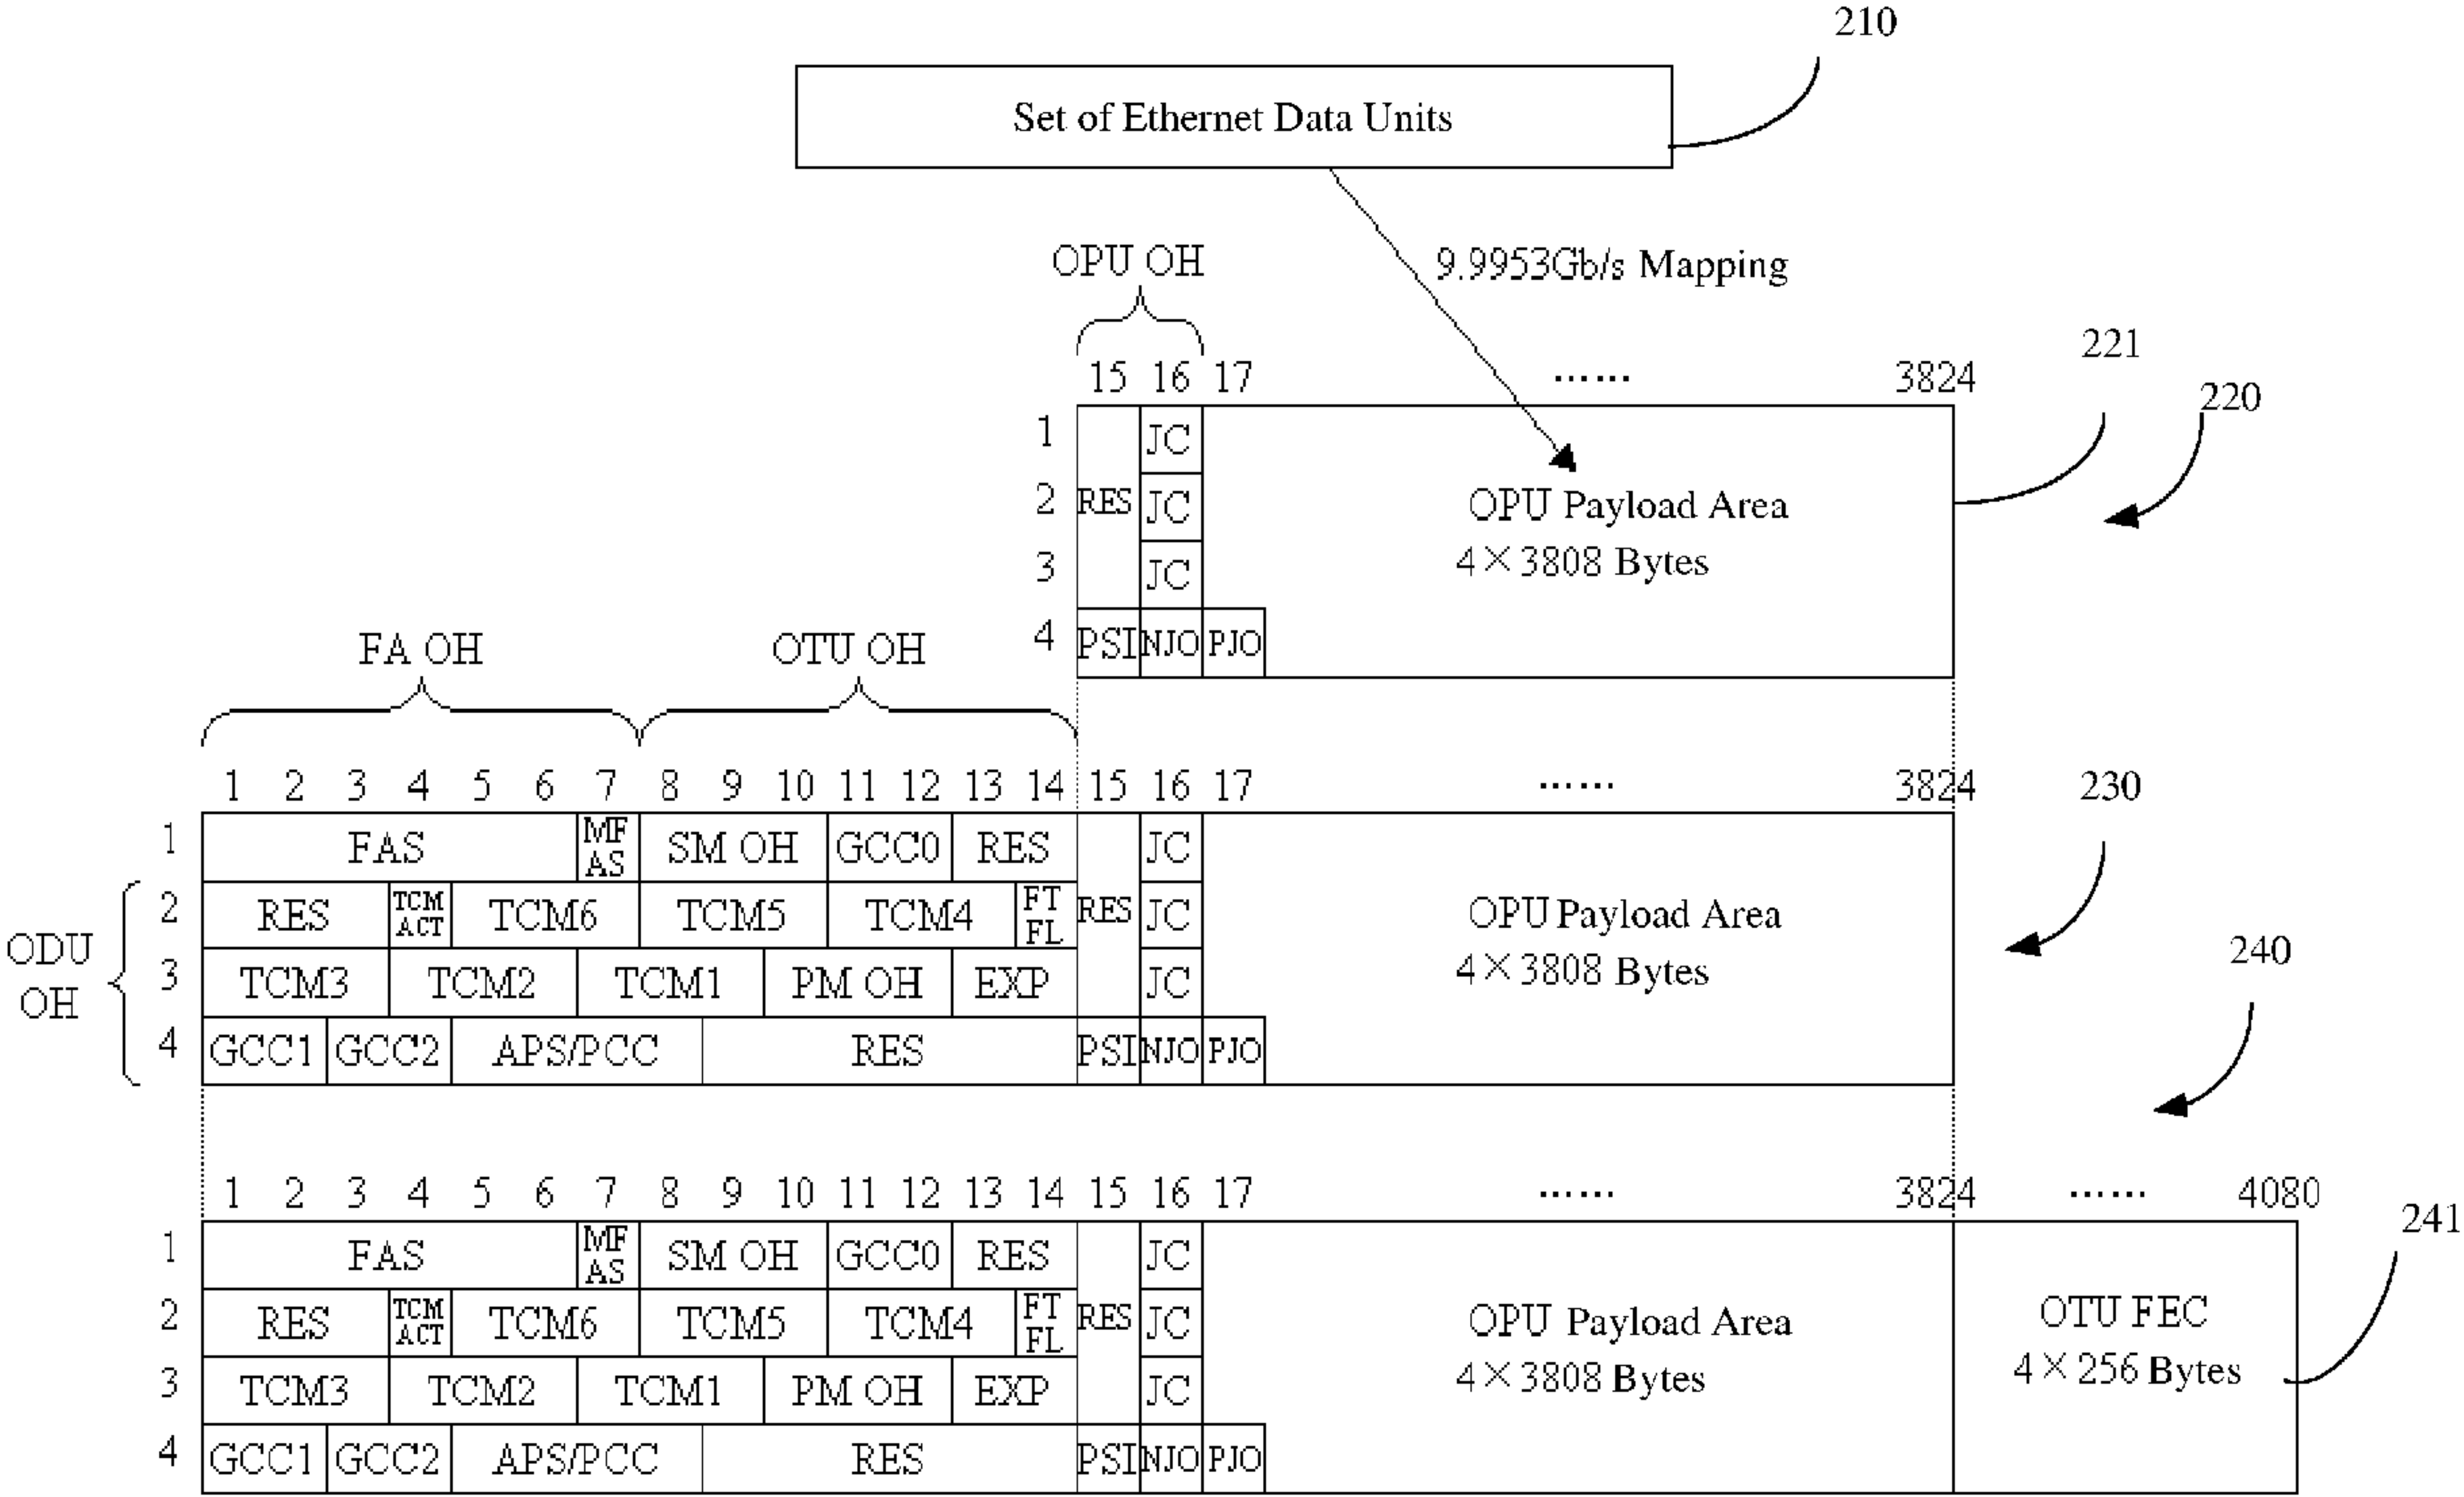 210
Set of Ethernet Data Units
OPU OH
9.9953Gb/s Mapping
221
15 16 17 ...... 3824
220
1 JC
2 RES JC OPU Payload Area
3 JC 4×3808 Bytes
4 PSI NJO PJO
FA OH OTU OH
1 2 3 4 5 6 7 8 9 10 11 12 13 14 15 16 17 ...... 3824
230
1 FAS MF AS SM OH GCC0 RES JC
2 RES TCM ACT TCM6 TCM5 TCM4 FT FL RES JC OPU Payload Area
ODU OH
240
3 TCM3 TCM2 TCM1 PM OH EXP JC 4×3808 Bytes
4 GCC1 GCC2 APS/PCC RES PSI NJO PJO
1 2 3 4 5 6 7 8 9 10 11 12 13 14 15 16 17 ...... 3824 ...... 4080
241
1 FAS MF AS SM OH GCC0 RES JC
2 RES TCM ACT TCM6 TCM5 TCM4 FT FL RES JC OPU Payload Area OTU FEC
3 TCM3 TCM2 TCM1 PM OH EXP JC 4×3808 Bytes 4×256 Bytes
4 GCC1 GCC2 APS/PCC RES PSI NJO PJO